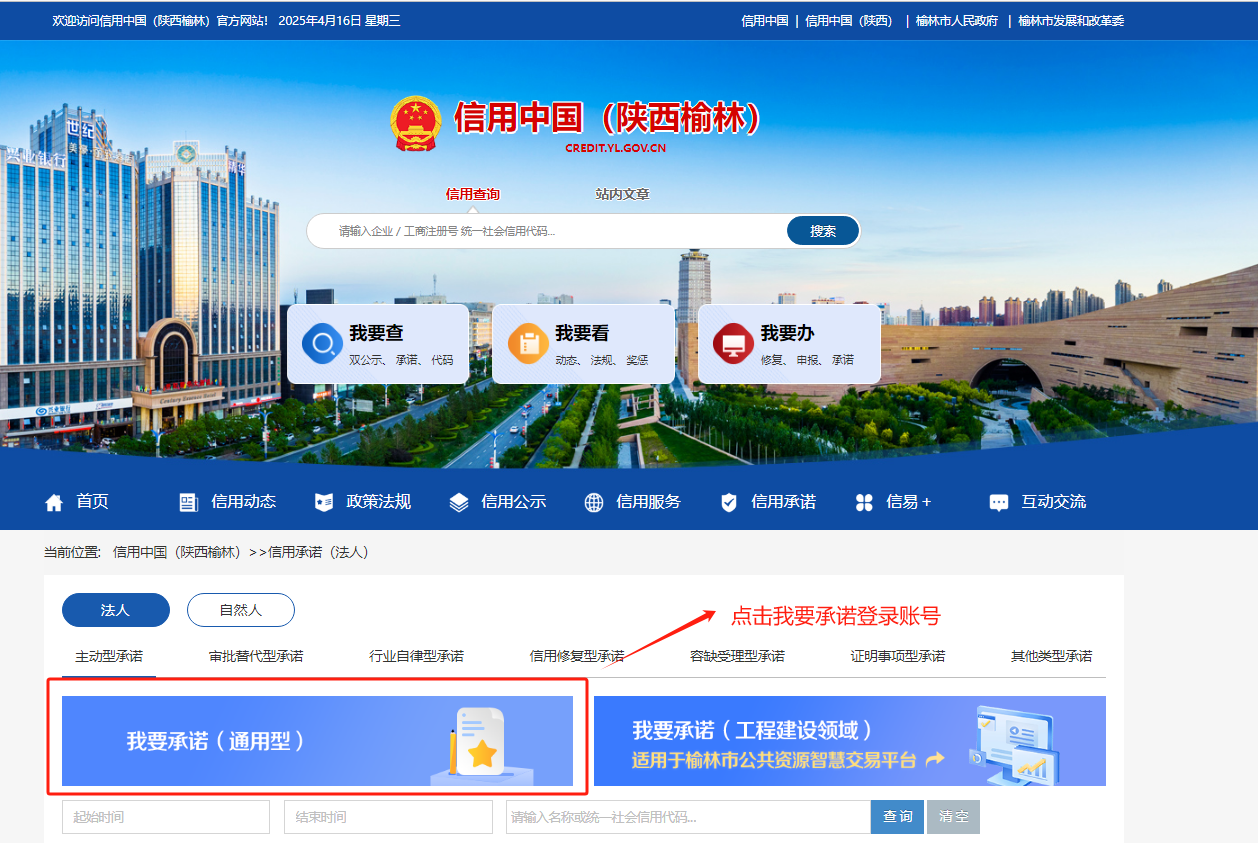 欢迎访问信用中国（陕西榆林）官方网站！ 2025年4月16日 星期三
信用中国 | 信用中国（陕西） | 榆林市人民政府 | 榆林市发展和改革委
信用中国（陕西榆林）
CREDIT.YL.GOV.CN
世纪
兴业银行
新华
信用查询 站内文章
请输入企业 / 工商注册号 统一社会信用代码... 搜索
我要查
双公示、 承诺、 代码
我要看
动态、 法规、 奖惩
我要办
修复、 申报、 承诺
兴业银行
首页 信用动态 政策法规 信用公示 信用服务 信用承诺 信易+ 互动交流
当前位置: 信用中国（陕西榆林）>>信用承诺（法人）
法人 自然人
点击我要承诺登录账号
主动型承诺 审批替代型承诺 行业自律型承诺 信用修复型承诺 容缺受理型承诺 证明事项型承诺 其他类型承诺
我要承诺（通用型）
我要承诺（工程建设领域）
适用于榆林市公共资源智慧交易平台
起始时间 结束时间 请输入名称或统一社会信用代码... 查询 清空